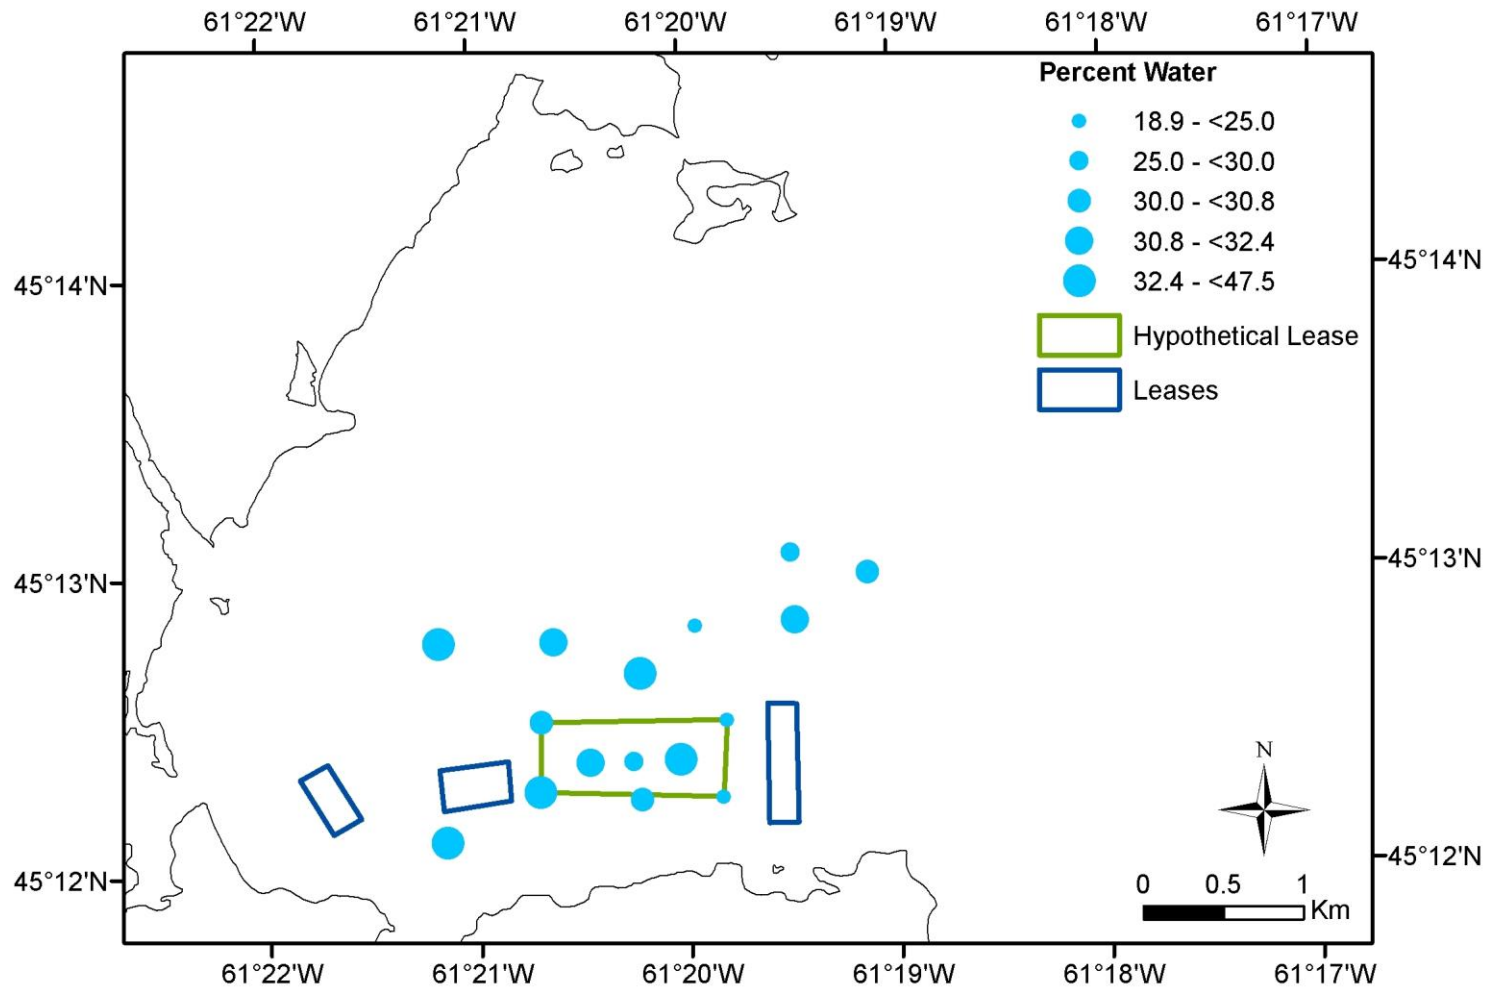 61°22'W 61°21'W 61°20'W 61°19'W 61°18'W 61°17'W
Percent Water
18.9 - <25.0
25.0 - <30.0
30.0 - <30.8
30.8 - <32.4
32.4 - <47.5
Hypothetical Lease
Leases
45°14'N 45°14'N
45°13'N 45°13'N
45°12'N 45°12'N
N
0 0.5 1
Km
61°22'W 61°21'W 61°20'W 61°19'W 61°18'W 61°17'W